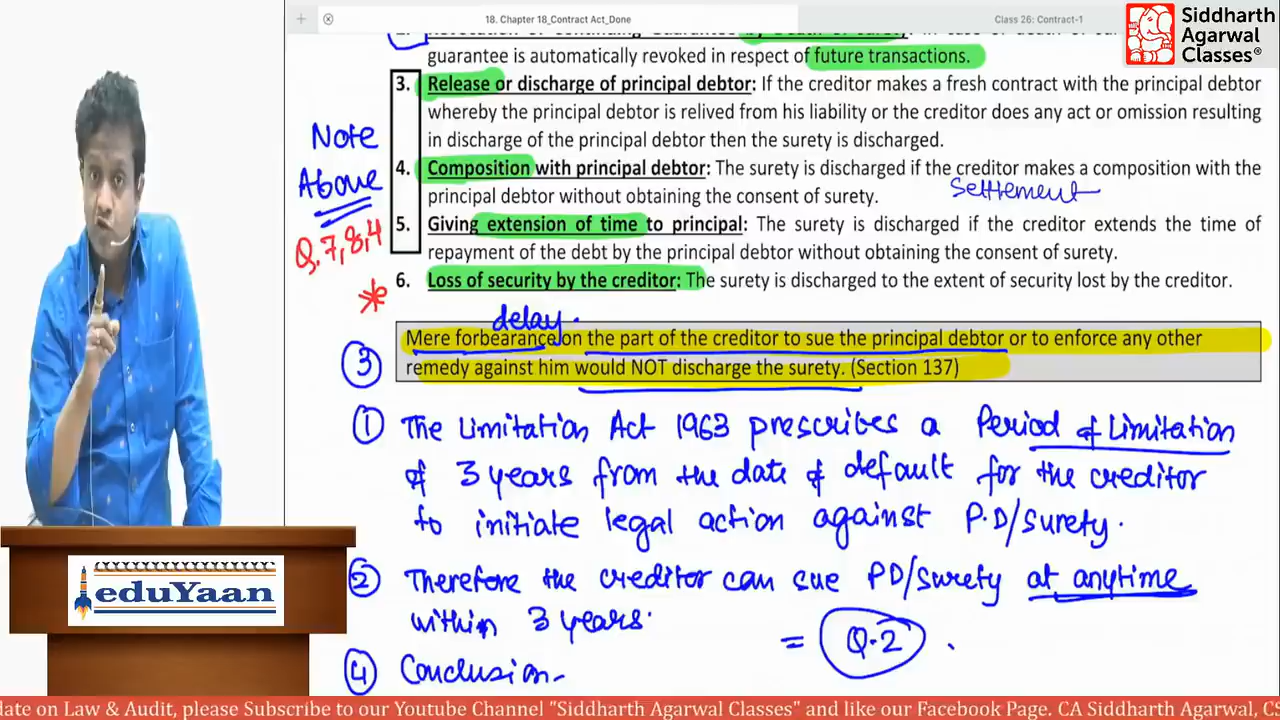 18. Chapter 18_Contract Act_Done
Class 26: Contract-1
Siddharth
Agarwal
Classes®
guarantee is automatically revoked in respect of future transactions.
3. Release or discharge of principal debtor: If the creditor makes a fresh contract with the principal debtor
whereby the principal debtor is relived from his liability or the creditor does any act or omission resulting
in discharge of the principal debtor then the surety is discharged.
4. Composition with principal debtor: The surety is discharged if the creditor makes a composition with the
Settlement
principal debtor without obtaining the consent of surety.
5. Giving extension of time to principal: The surety is discharged if the creditor extends the time of
repayment of the debt by the principal debtor without obtaining the consent of surety.
6. Loss of security by the creditor: The surety is discharged to the extent of security lost by the creditor.
Note
Above
Q.7,8,4
delay.
Mere forbearance on the part of the creditor to sue the principal debtor or to enforce any other
remedy against him would NOT discharge the surety. (Section 137)
3
1 The Limitation Act 1963 prescribes a Period of Limitation
of 3 years from the date of default for the creditor
to initiate legal action against P.D/Surety.
2 Therefore the creditor can sue PD/Surety at anytime
within 3 years.
= Q.2
4 Conclusion.
eduYaan
date on Law & Audit, please Subscribe to our Youtube Channel "Siddharth Agarwal Classes" and like our Facebook Page. CA Siddharth Agarwal, CS